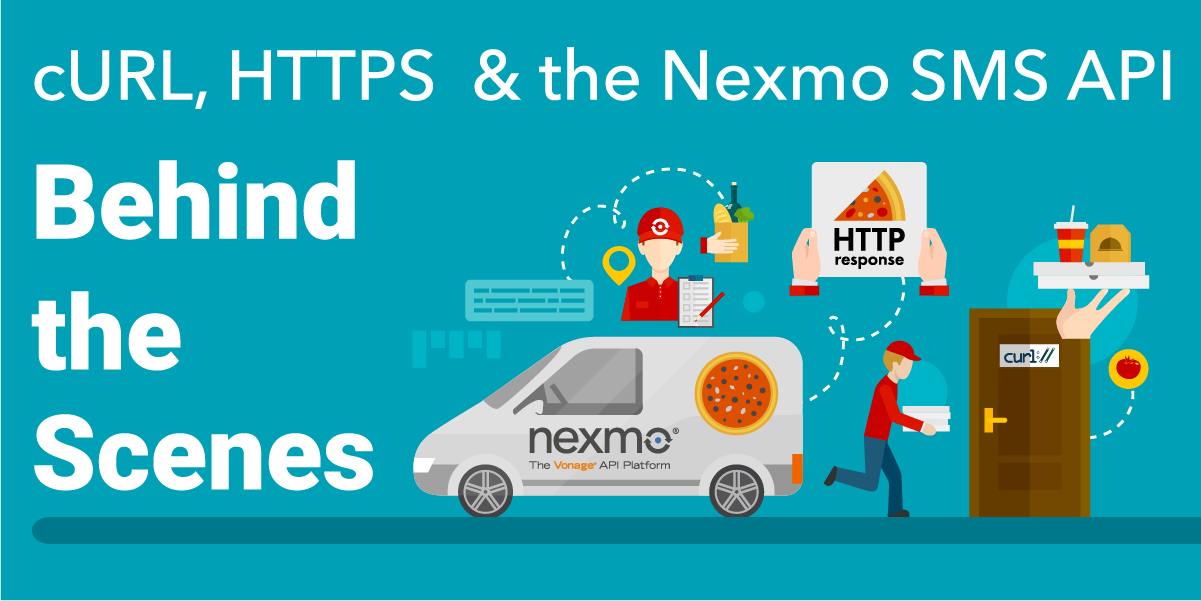 cURL, HTTPS & the Nexmo SMS API
Behind
the
Scenes
HTTP
response
curl://
nexmo®
The Vonage® API Platform